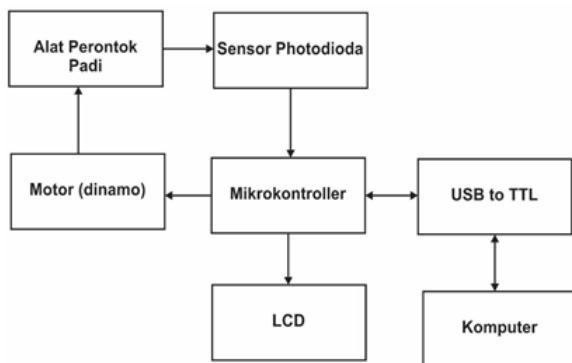 Alat Perontok
Padi
Sensor Photodioda
Motor (dinamo)
Mikrokontroller
USB to TTL
LCD
Komputer